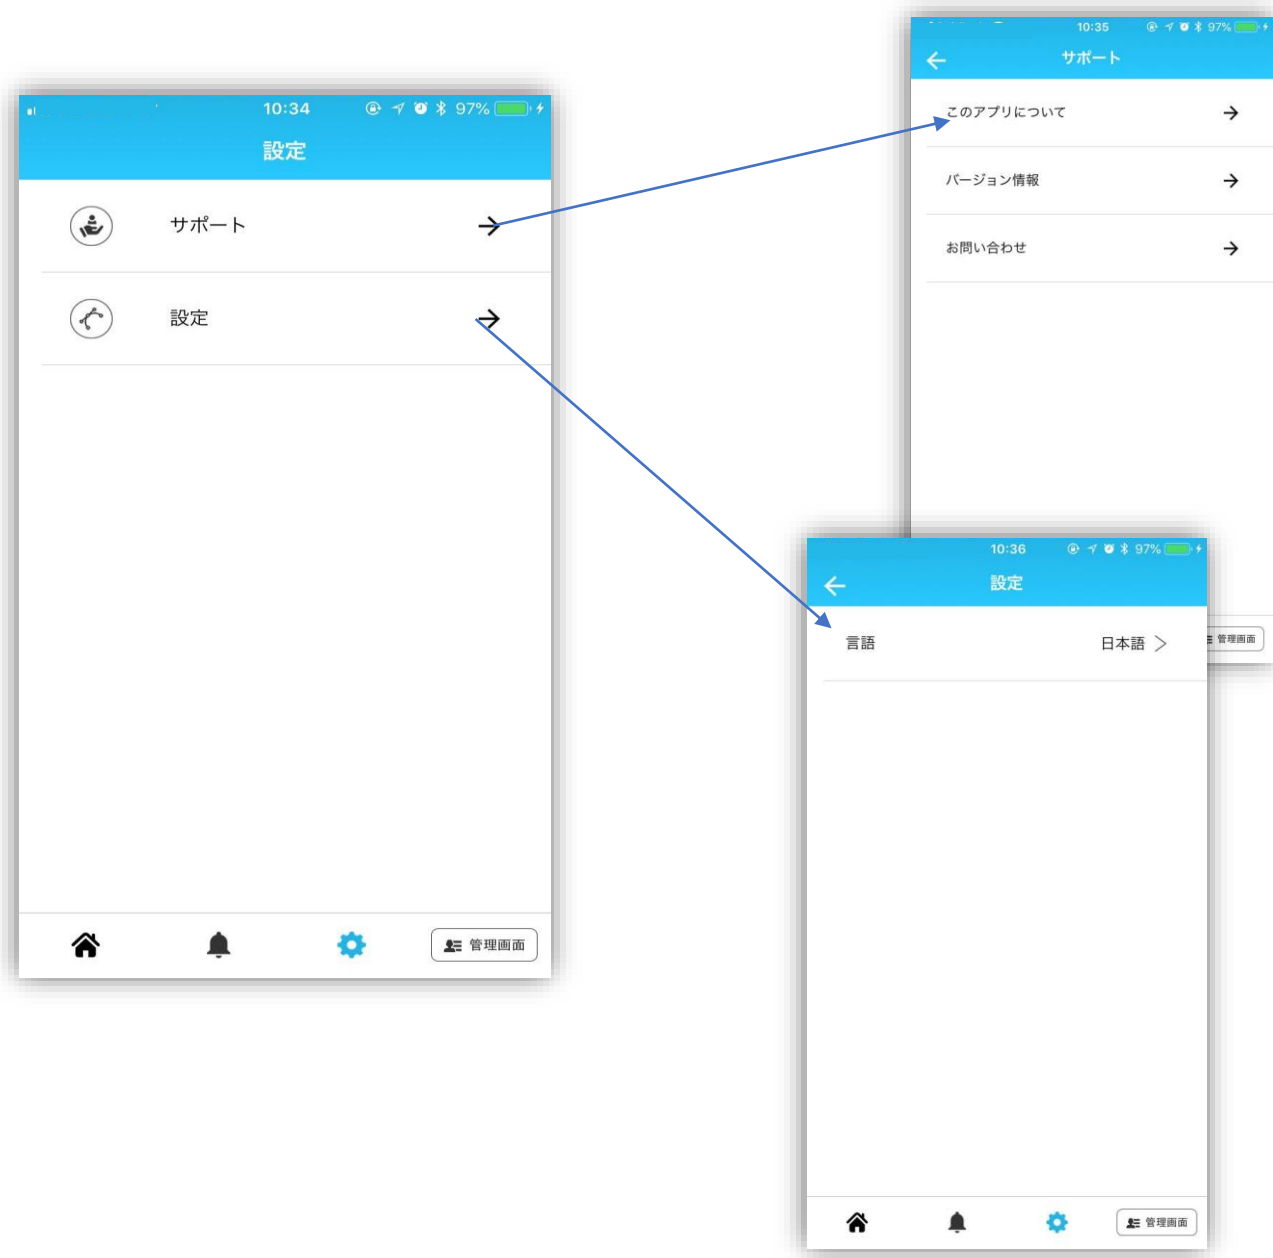 10:34 97%
設定
サポート
設定
管理画面
10:35 97%
サポート
このアプリについて
バージョン情報
お問い合わせ
管理画面
10:36 97%
設定
言語 日本語
管理画面